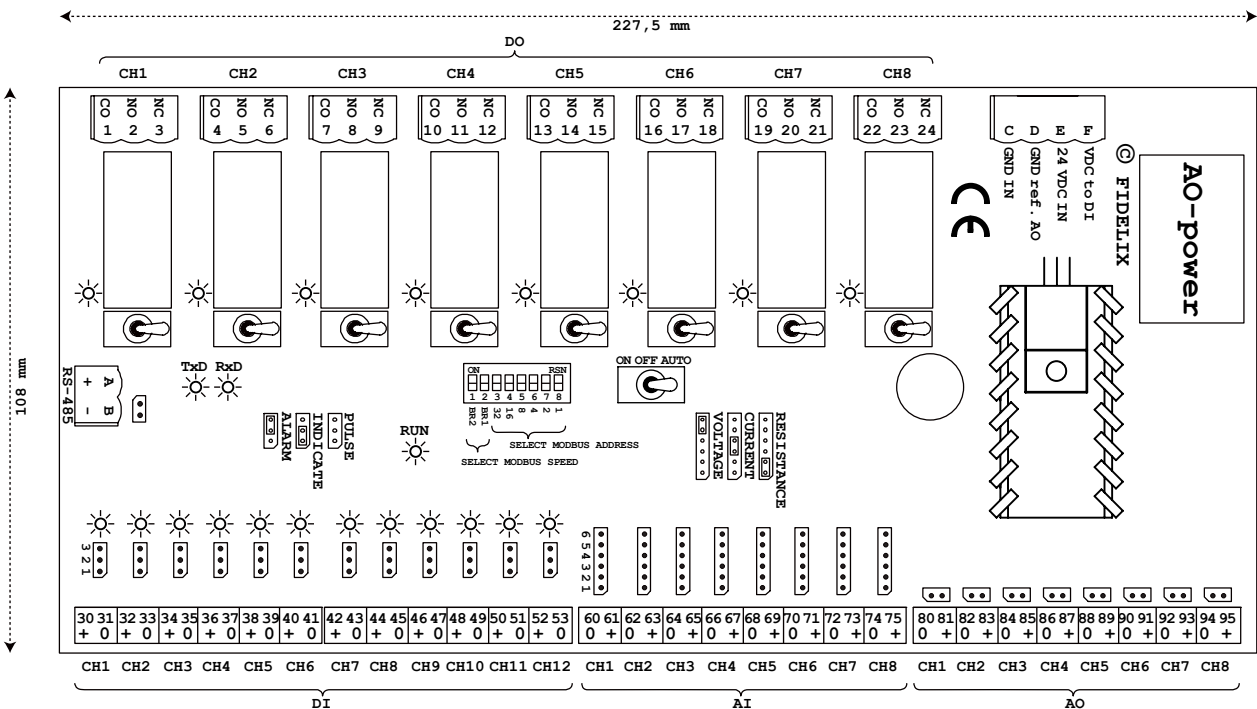 227,5 mm
DO
CH1 CH2 CH3 CH4 CH5 CH6 CH7 CH8
CO NO NC CO NO NC CO NO NC CO NO NC CO NO NC CO NO NC CO NO NC CO NO NC
1 2 3 4 5 6 7 8 9 10 11 12 13 14 15 16 17 18 19 20 21 22 23 24
C D E F
GND IN
GND ref. AO
24 VDC IN
VDC to DI
© FIDELIX
AO-power
CE
108 mm
RS-485
+ A
- B
TxD RxD
ON RSN
1 2 3 4 5 6 7 8
BR2 BR1 32 16 8 4 2 1
SELECT MODBUS ADDRESS
SELECT MODBUS SPEED
ON OFF AUTO
ALARM
INDICATE
PULSE
RUN
VOLTAGE
CURRENT
RESISTANCE
3 2 1
6 5 4 3 2 1
30 31 32 33 34 35 36 37 38 39 40 41 42 43 44 45 46 47 48 49 50 51 52 53
+ 0 + 0 + 0 + 0 + 0 + 0 + 0 + 0 + 0 + 0 + 0 + 0
60 61 62 63 64 65 66 67 68 69 70 71 72 73 74 75
0 + 0 + 0 + 0 + 0 + 0 + 0 + 0 +
80 81 82 83 84 85 86 87 88 89 90 91 92 93 94 95
0 + 0 + 0 + 0 + 0 + 0 + 0 + 0 +
CH1 CH2 CH3 CH4 CH5 CH6 CH7 CH8 CH9 CH10 CH11 CH12
CH1 CH2 CH3 CH4 CH5 CH6 CH7 CH8
CH1 CH2 CH3 CH4 CH5 CH6 CH7 CH8
DI
AI
AO